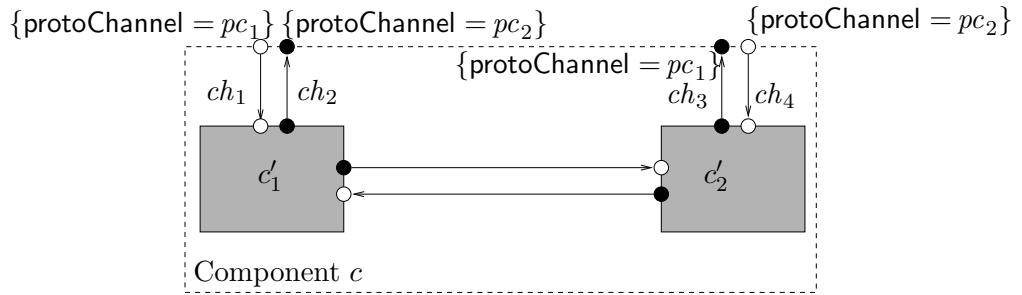 {protoChannel = pc₁} {protoChannel = pc₂} {protoChannel = pc₂}
{protoChannel = pc₁}
ch₁ ch₂ ch₃ ch₄
c′₁ c′₂
Component c